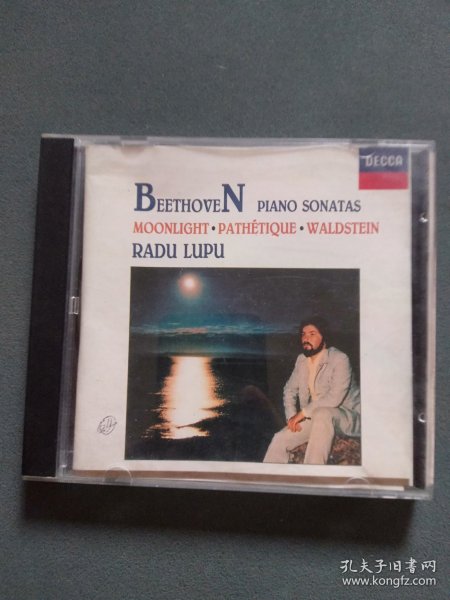 DECCA
BEETHOVEN PIANO SONATAS
MOONLIGHT • PATHÉTIQUE • WALDSTEIN
RADU LUPU
孔夫子旧书网
www.kongfz.com